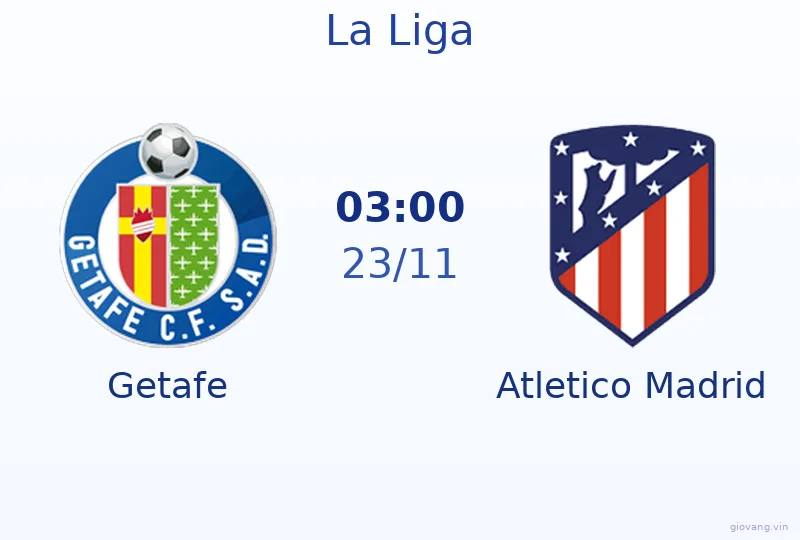 La Liga
GETAFE C.F. S.A.D.
03:00
23/11
Getafe
Atletico Madrid
giovang.vin